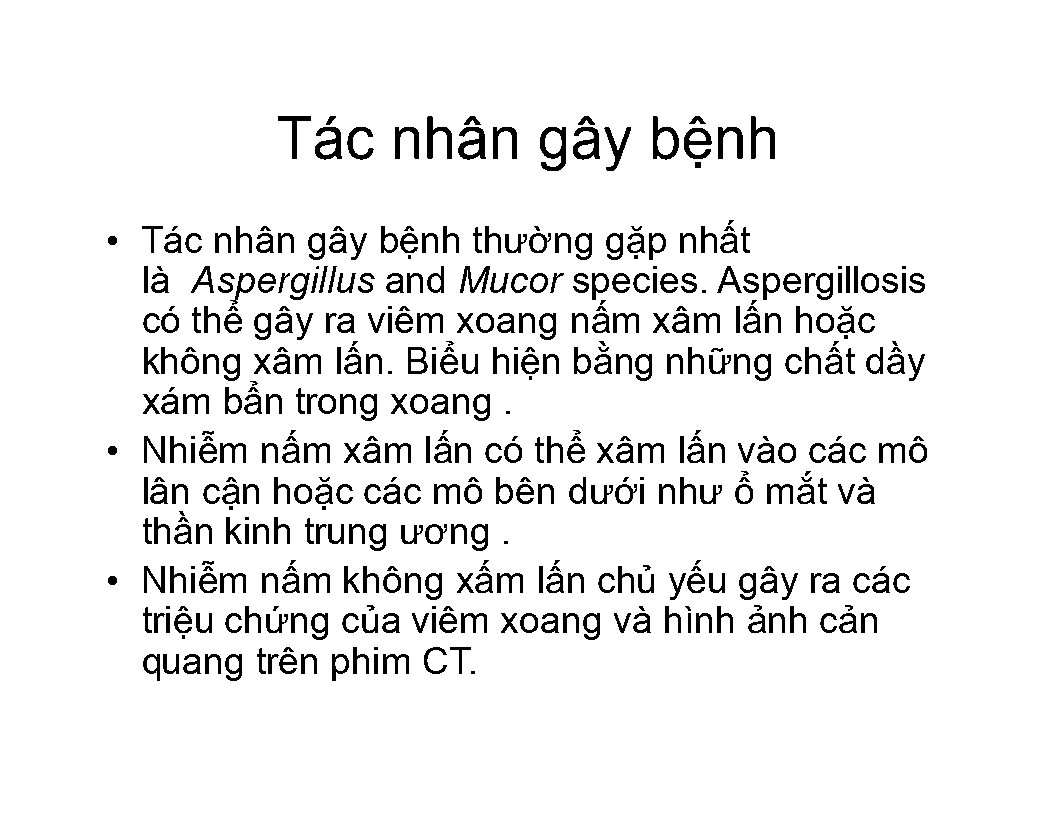 Tác nhân gây bệnh
• Tác nhân gây bệnh thường gặp nhất
là  Aspergillus and Mucor species. Aspergillosis
có thể gây ra viêm xoang nấm xâm lấn hoặc
không xâm lấn. Biểu hiện bằng những chất dầy
xám bẩn trong xoang .
• Nhiễm nấm xâm lấn có thể xâm lấn vào các mô
lân cận hoặc các mô bên dưới như ổ mắt và
thần kinh trung ương .
• Nhiễm nấm không xấm lấn chủ yếu gây ra các
triệu chứng của viêm xoang và hình ảnh cản
quang trên phim CT.